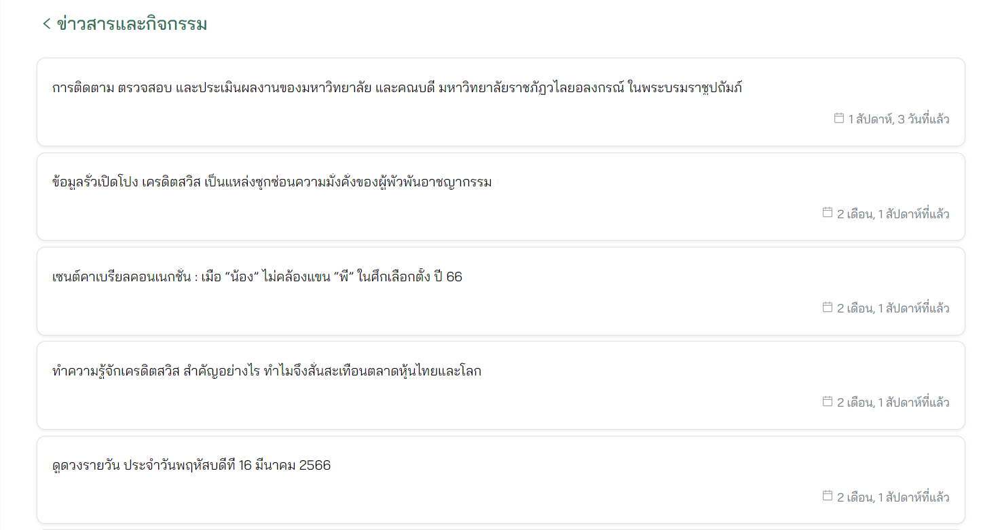 < ข่าวสารและกิจกรรม
การติดตาม ตรวจสอบ และประเมินผลงานของมหาวิทยาลัย และคณบดี มหาวิทยาลัยราชภัฏวไลยอลงกรณ์ ในพระบรมราชูปถัมภ์
1 สัปดาห์, 3 วันที่แล้ว
ข้อมูลรั่วเปิดโปง เครดิตสวิส เป็นแหล่งซุกซ่อนความมั่งคั่งของผู้พัวพันอาชญากรรม
2 เดือน, 1 สัปดาห์ที่แล้ว
เซนต์คาเบรียลคอนเนกชั่น : เมื่อ “น้อง” ไม่คล้องแขน “พี่” ในศึกเลือกตั้ง ปี 66
2 เดือน, 1 สัปดาห์ที่แล้ว
ทำความรู้จักเครดิตสวิส สำคัญอย่างไร ทำไมจึงสั่นสะเทือนตลาดหุ้นไทยและโลก
2 เดือน, 1 สัปดาห์ที่แล้ว
ดูดวงรายวัน ประจำวันพฤหัสบดีที่ 16 มีนาคม 2566
2 เดือน, 1 สัปดาห์ที่แล้ว